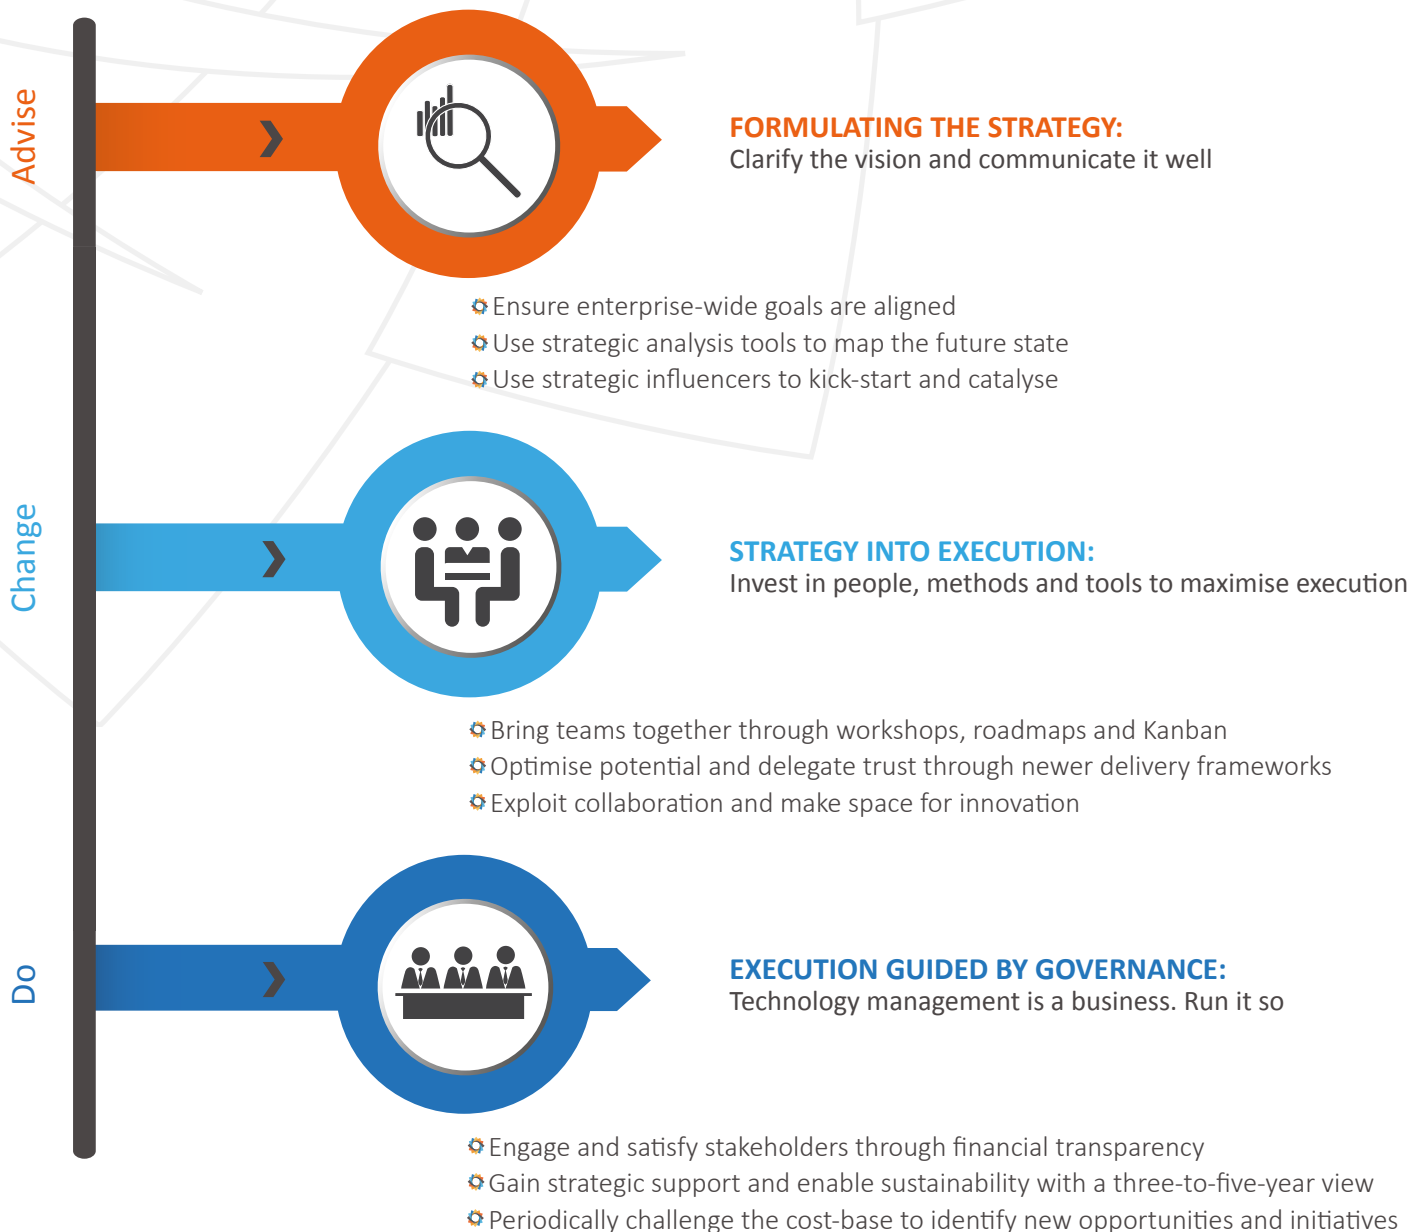 Advise
FORMULATING THE STRATEGY:
Clarify the vision and communicate it well
Ensure enterprise-wide goals are aligned
Use strategic analysis tools to map the future state
Use strategic influencers to kick-start and catalyse
Change
STRATEGY INTO EXECUTION:
Invest in people, methods and tools to maximise execution
Bring teams together through workshops, roadmaps and Kanban
Optimise potential and delegate trust through newer delivery frameworks
Exploit collaboration and make space for innovation
Do
EXECUTION GUIDED BY GOVERNANCE:
Technology management is a business. Run it so
Engage and satisfy stakeholders through financial transparency
Gain strategic support and enable sustainability with a three-to-five-year view
Periodically challenge the cost-base to identify new opportunities and initiatives